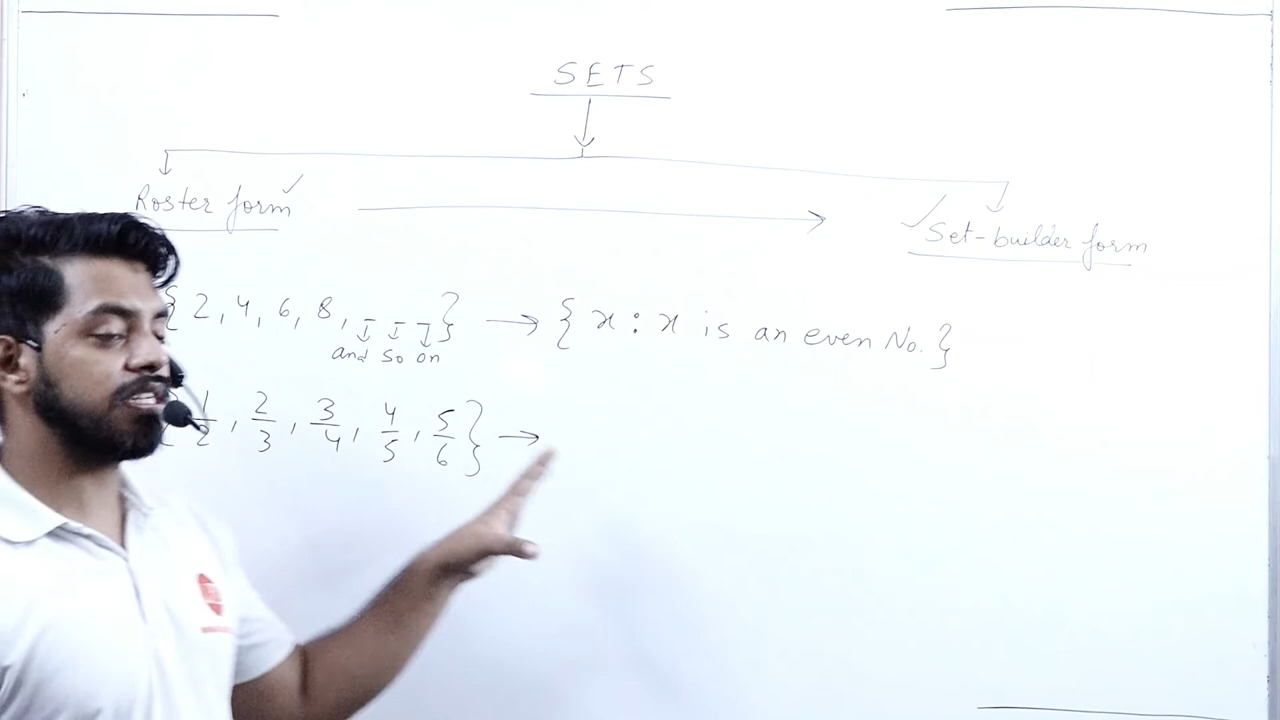 SETS
Roster form ✓
✓ Set-builder form
{2, 4, 6, 8, _ _ _} → {x : x is an even No.}
and so on
{1/2, 2/3, 3/4, 4/5, 5/6} →